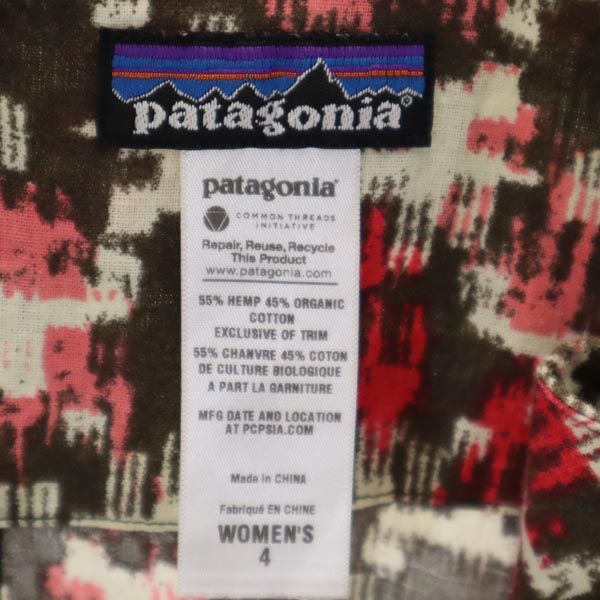 patagonia®
patagonia®
COMMON THREADS
INITIATIVE
Repair, Reuse, Recycle
This Product
www.patagonia.com
55% HEMP 45% ORGANIC
COTTON
EXCLUSIVE OF TRIM
55% CHANVRE 45% COTON
DE CULTURE BIOLOGIQUE
A PART LA GARNITURE
MFG DATE AND LOCATION
AT PCPSIA.COM
Made in CHINA
Fabriqué EN CHINE
WOMEN'S
4